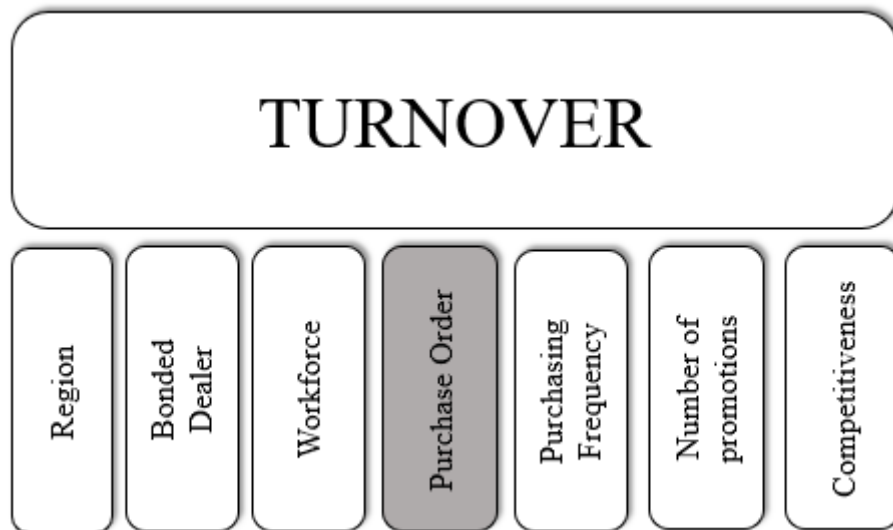 TURNOVER
Region
Bonded
Dealer
Workforce
Purchase Order
Purchasing
Frequency
Number of
promotions
Competitiveness